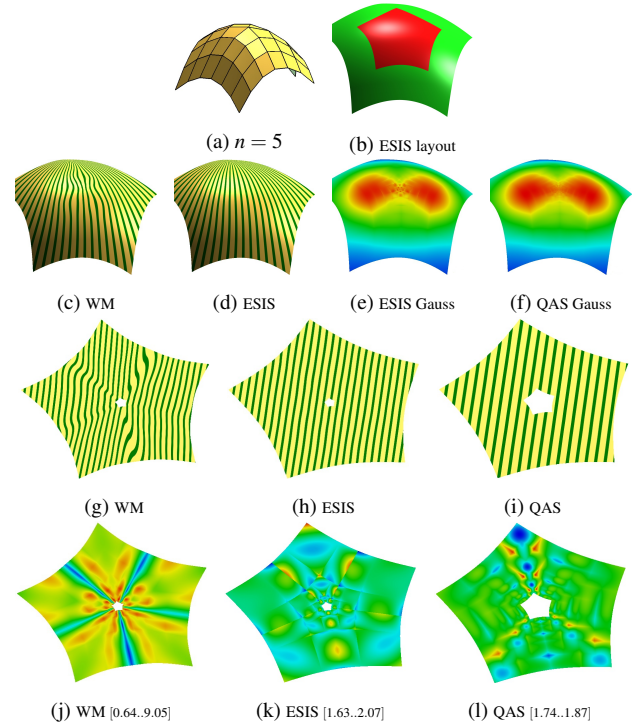 (a) n = 5
(b) ESIS layout
(c) WM
(d) ESIS
(e) ESIS Gauss
(f) QAS Gauss
(g) WM
(h) ESIS
(i) QAS
(j) WM [0.64..9.05]
(k) ESIS [1.63..2.07]
(l) QAS [1.74..1.87]